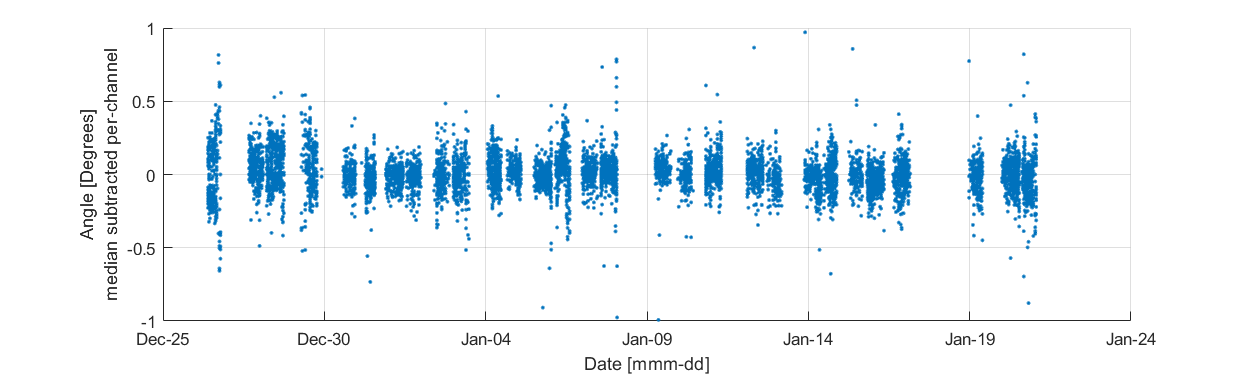 Angle [Degrees]
median subtracted per-channel
1
0.5
0
-0.5
-1
Dec-25
Dec-30
Jan-04
Jan-09
Jan-14
Jan-19
Jan-24
Date [mmm-dd]